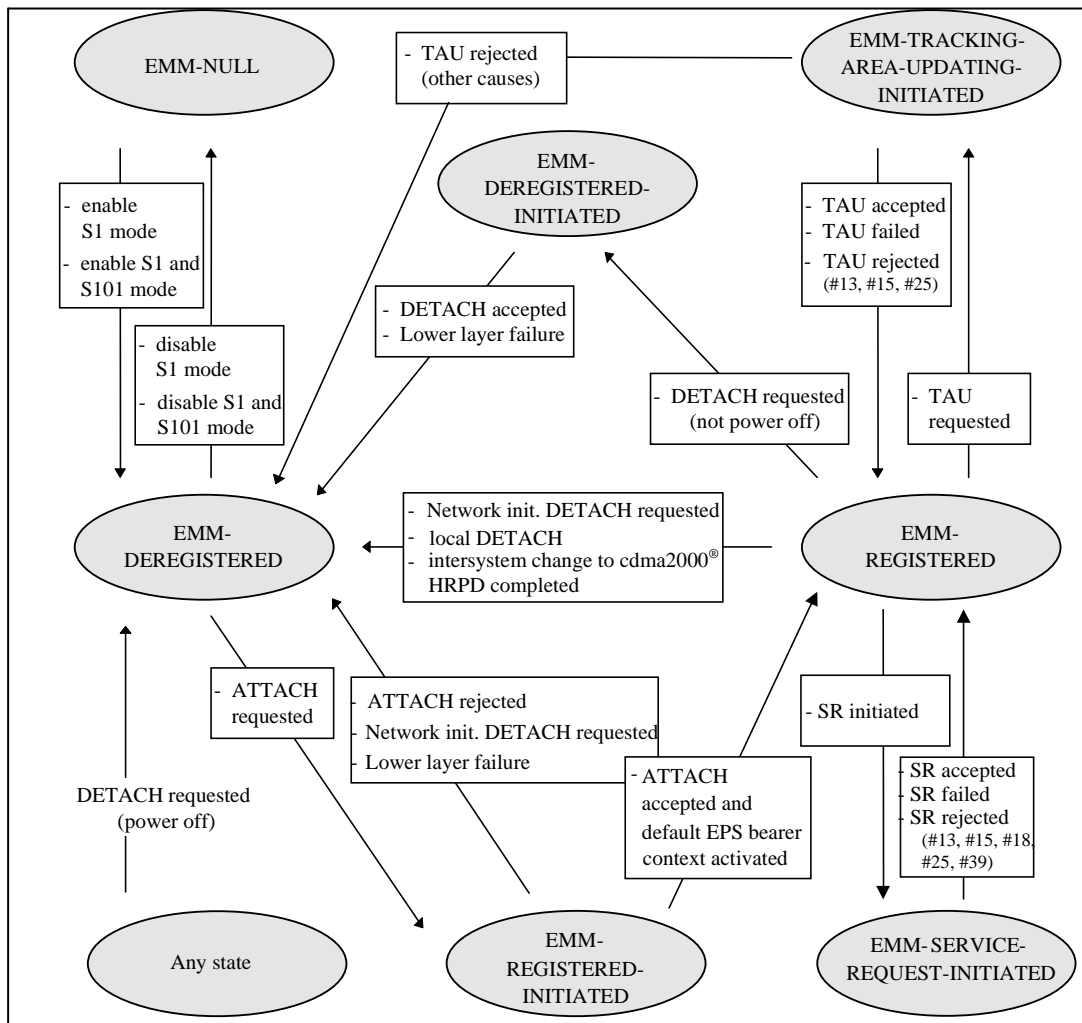 EMM-NULL
- TAU rejected
(other causes)
EMM-TRACKING-
AREA-UPDATING-
INITIATED
EMM-
DEREGISTERED-
INITIATED
- enable
S1 mode
- enable S1 and
S101 mode
- TAU accepted
- TAU failed
- TAU rejected
(#13, #15, #25)
- DETACH accepted
- Lower layer failure
- disable
S1 mode
- disable S1 and
S101 mode
- DETACH requested
(not power off)
- TAU
requested
EMM-
DEREGISTERED
- Network init. DETACH requested
- local DETACH
- intersystem change to cdma2000®
HRPD completed
EMM-
REGISTERED
- ATTACH
requested
- ATTACH rejected
- Network init. DETACH requested
- Lower layer failure
- SR initiated
DETACH requested
(power off)
- ATTACH
accepted and
default EPS bearer
context activated
- SR accepted
- SR failed
- SR rejected
(#13, #15, #18,
#25, #39)
Any state
EMM-
REGISTERED-
INITIATED
EMM-SERVICE-
REQUEST-INITIATED